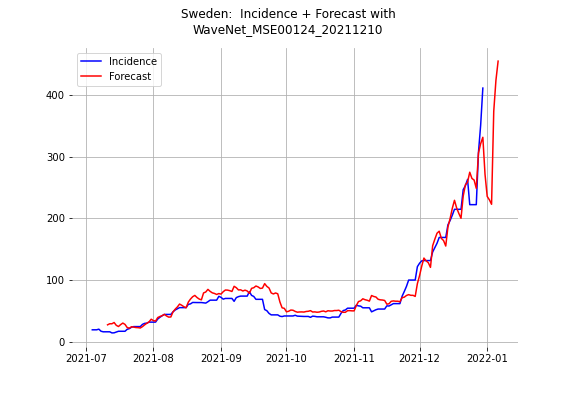 Sweden:  Incidence + Forecast with
WaveNet_MSE00124_20211210
Incidence
Forecast
400
300
200
100
0
2021-07 2021-08 2021-09 2021-10 2021-11 2021-12 2022-01